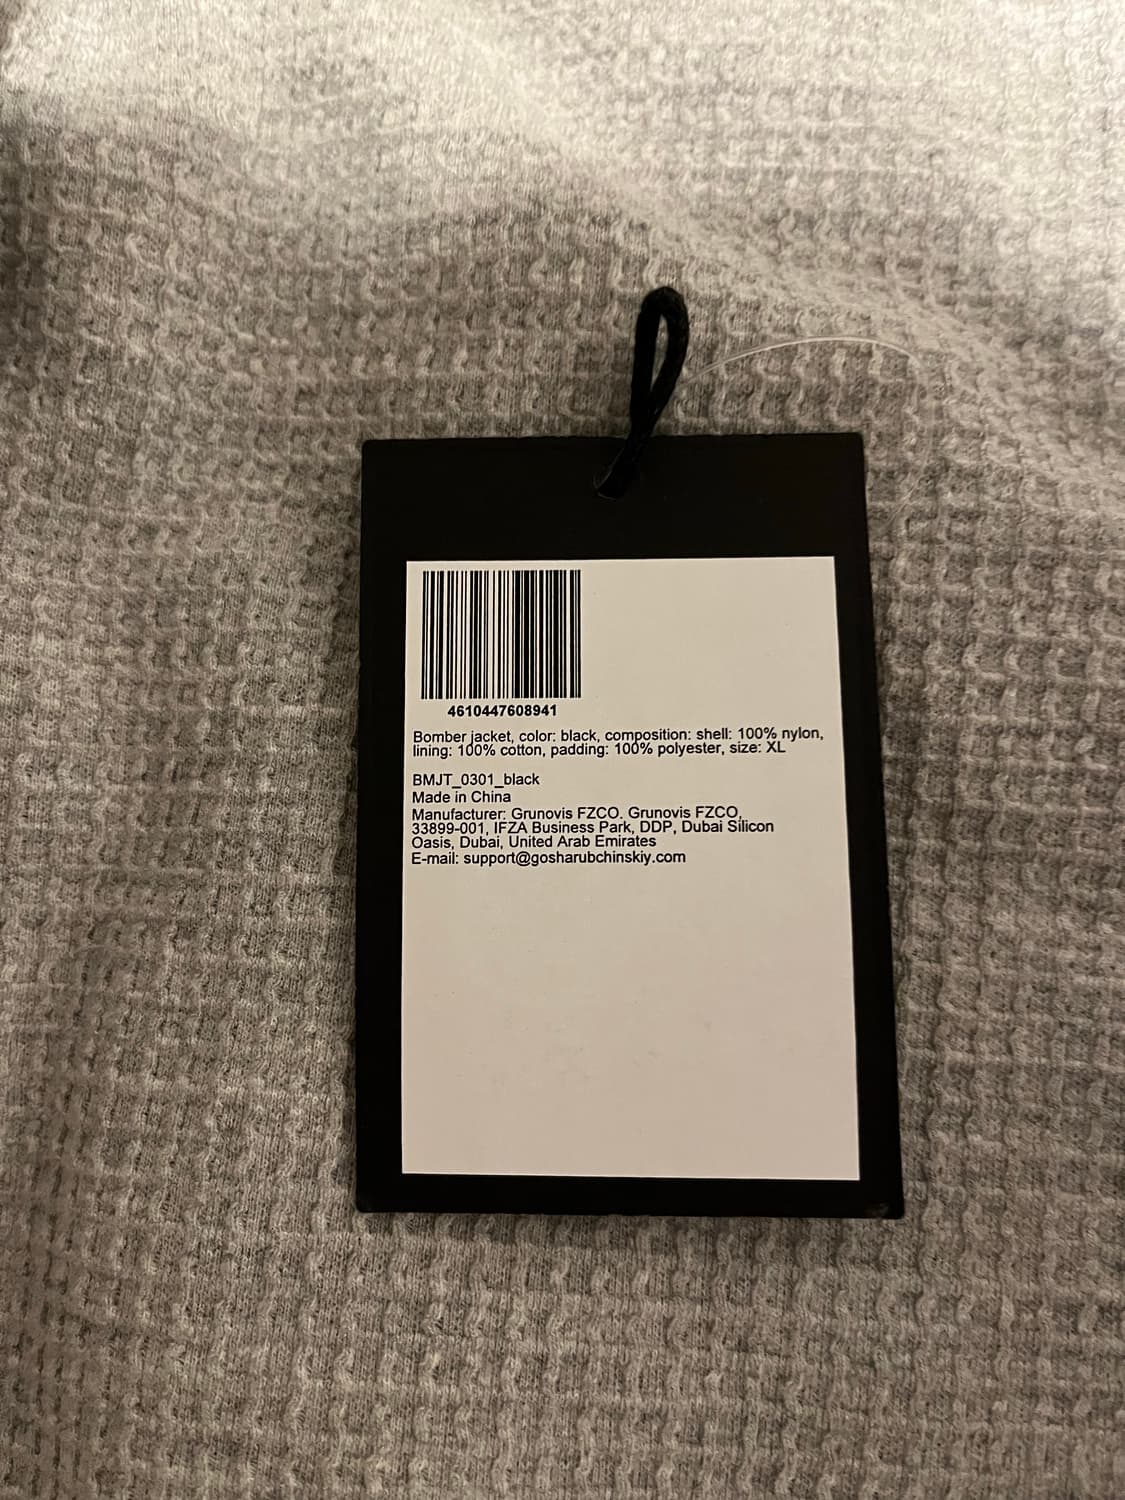 4610447608941
Bomber jacket, color: black, composition: shell: 100% nylon,
lining: 100% cotton, padding: 100% polyester, size: XL
BMJT_0301_black
Made in China
Manufacturer: Grunovis FZCO. Grunovis FZCO,
33899-001, IFZA Business Park, DDP, Dubai Silicon
Oasis, Dubai, United Arab Emirates
E-mail: support@gosharubchinskiy.com